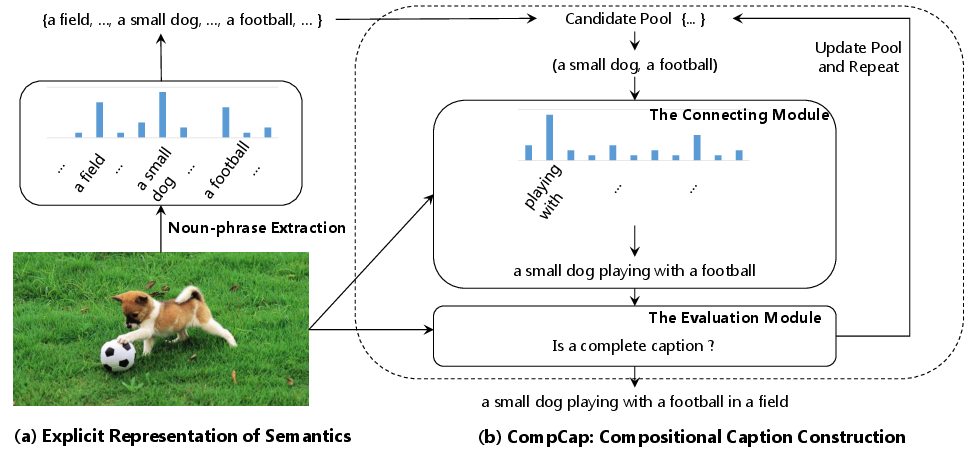 {a field, ..., a small dog, ..., a football, ... }
... a field ... a small dog ... a football ...
Noun-phrase Extraction
(a) Explicit Representation of Semantics
Candidate Pool {... }
(a small dog, a football)
Update Pool
and Repeat
The Connecting Module
playing with ... ...
a small dog playing with a football
The Evaluation Module
Is a complete caption ?
a small dog playing with a football in a field
(b) CompCap: Compositional Caption Construction